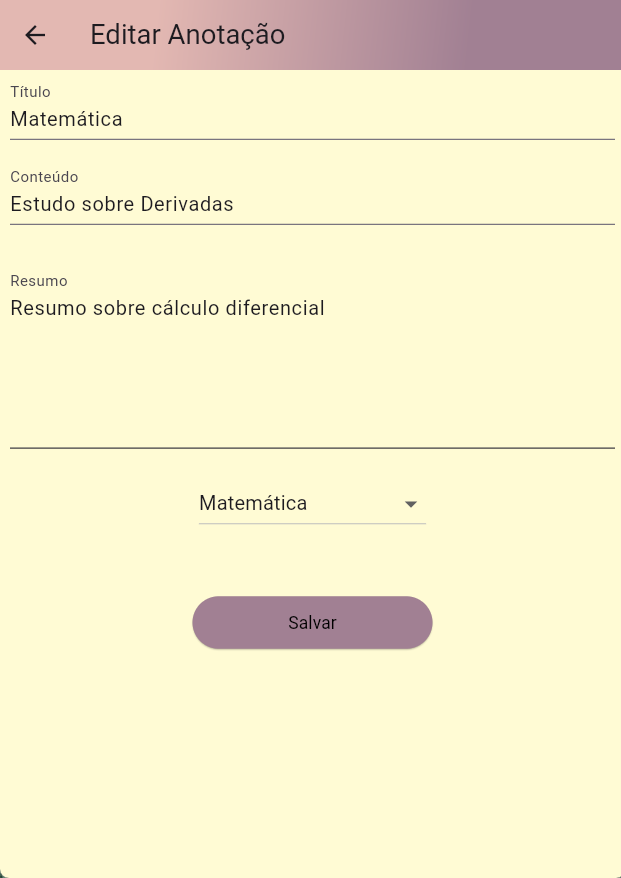 Editar Anotação
Título
Matemática
Conteúdo
Estudo sobre Derivadas
Resumo
Resumo sobre cálculo diferencial
Matemática
Salvar